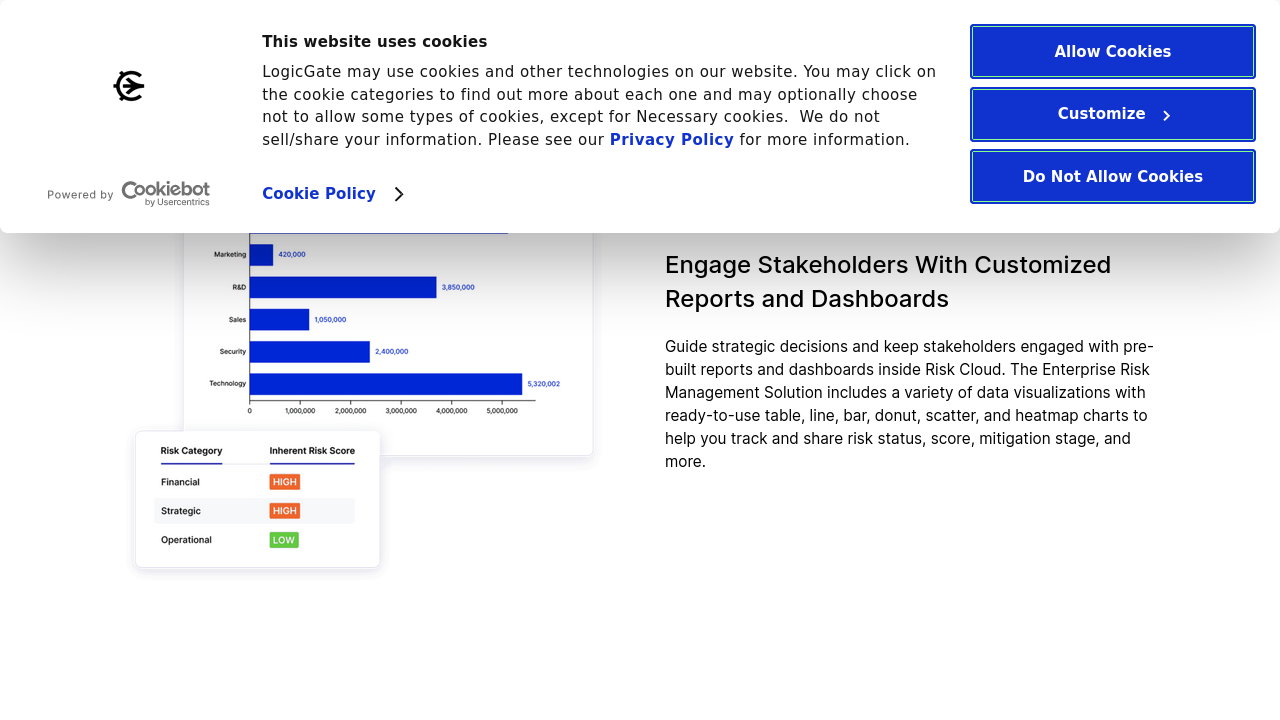 This website uses cookies
LogicGate may use cookies and other technologies on our website. You may click on
the cookie categories to find out more about each one and may optionally choose
not to allow some types of cookies, except for Necessary cookies.  We do not
sell/share your information. Please see our Privacy Policy for more information.
Cookie Policy
Powered by Cookiebot
by Usercentrics
Allow Cookies
Customize
Do Not Allow Cookies
Marketing 420,000
R&D 3,850,000
Sales 1,050,000
Security 2,400,000
Technology 5,320,002
0 1,000,000 2,000,000 3,000,000 4,000,000 5,000,000
Risk Category Inherent Risk Score
Financial HIGH
Strategic HIGH
Operational LOW
Engage Stakeholders With Customized
Reports and Dashboards
Guide strategic decisions and keep stakeholders engaged with pre-
built reports and dashboards inside Risk Cloud. The Enterprise Risk
Management Solution includes a variety of data visualizations with
ready-to-use table, line, bar, donut, scatter, and heatmap charts to
help you track and share risk status, score, mitigation stage, and
more.